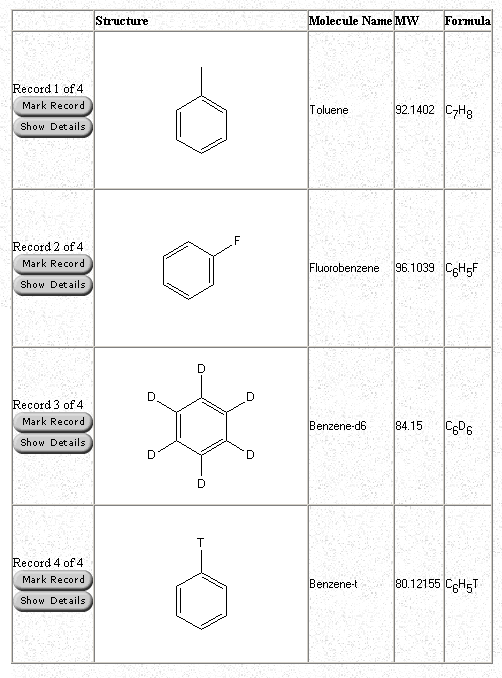 Structure Molecule Name MW Formula
Record 1 of 4
Mark Record
Show Details
Toluene 92.1402 C7H8
F
Record 2 of 4
Mark Record
Show Details
Fluorobenzene 96.1039 C6H5F
D
D D
Record 3 of 4
Mark Record
Show Details
Benzene-d6 84.15 C6D6
D D
D
T
Record 4 of 4
Mark Record
Show Details
Benzene-t 80.12155 C6H5T